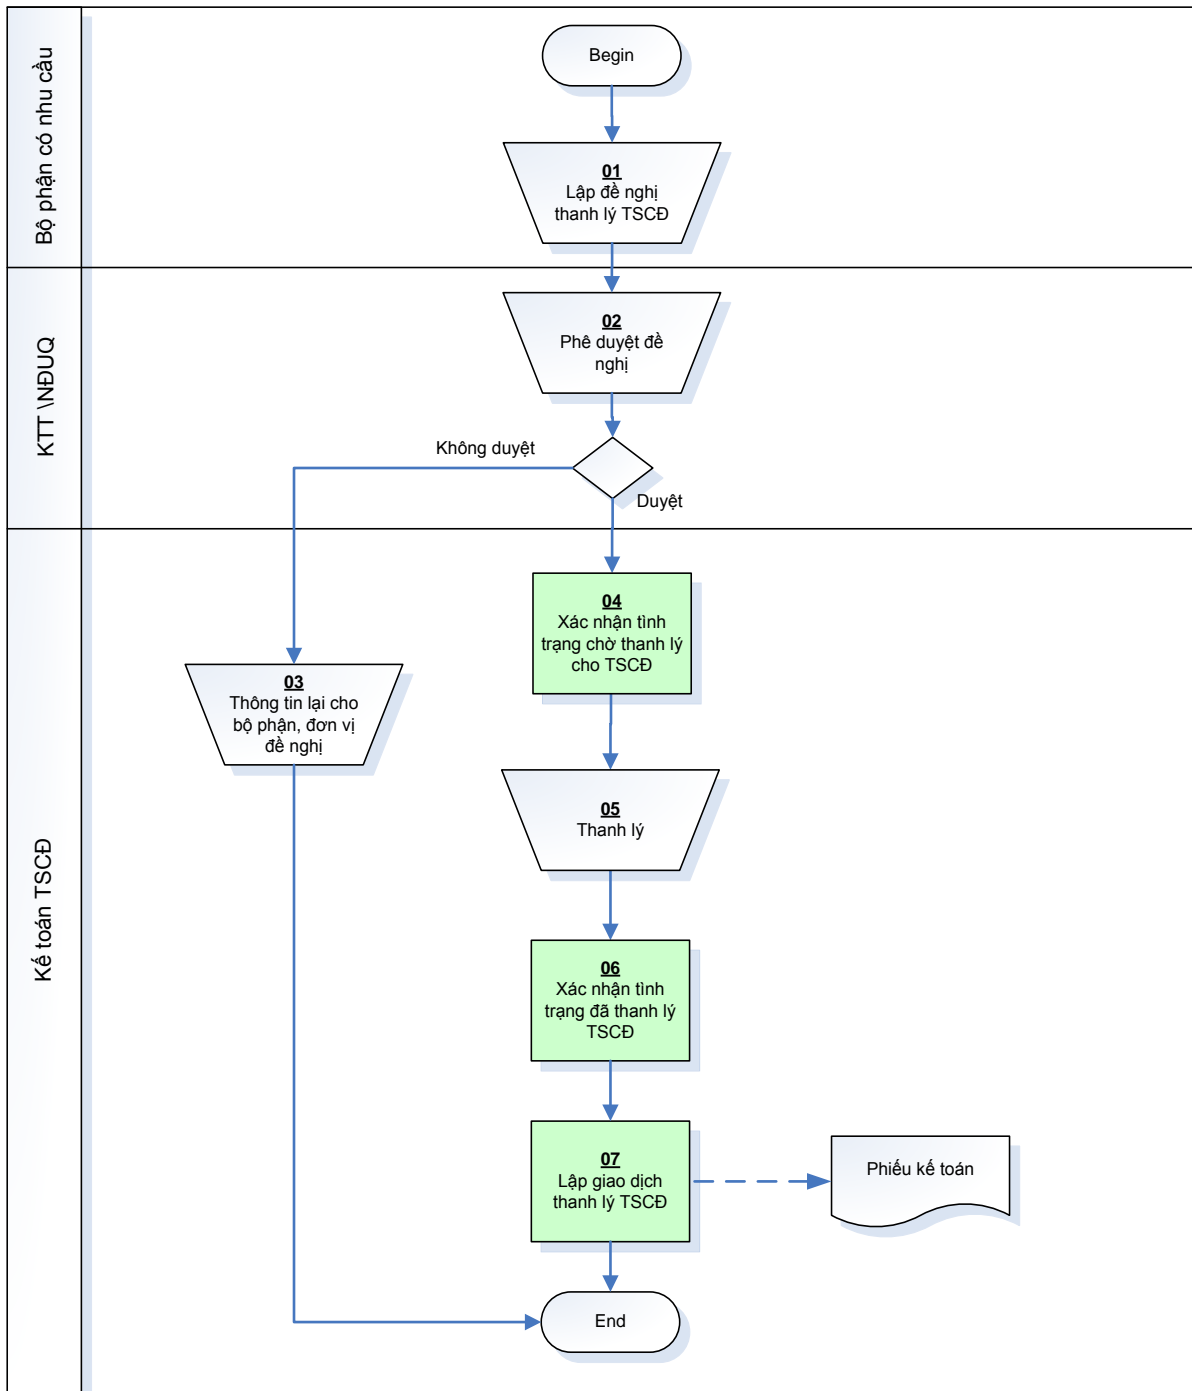 Bộ phận có nhu cầu
Begin
01
Lập đề nghị
thanh lý TSCĐ
KTT \NĐUQ
02
Phê duyệt đề
nghị
Không duyệt
Duyệt
Kế toán TSCĐ
04
Xác nhận tình
trạng chờ thanh lý
cho TSCĐ
03
Thông tin lại cho
bộ phận, đơn vị
đề nghị
05
Thanh lý
06
Xác nhận tình
trạng đã thanh lý
TSCĐ
07
Lập giao dịch
thanh lý TSCĐ
Phiếu kế toán
End